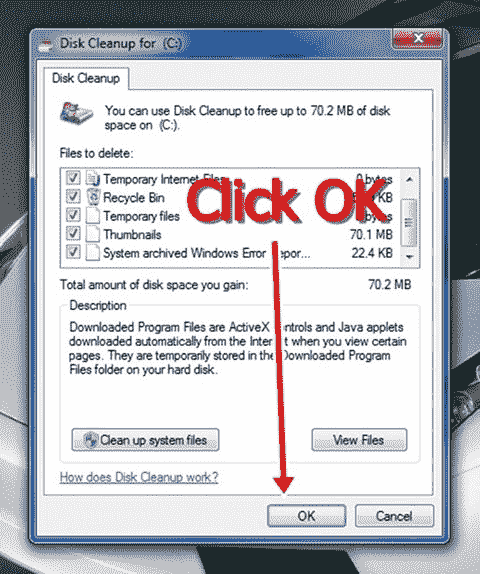 Disk Cleanup for (C:)
Disk Cleanup
You can use Disk Cleanup to free up to 70.2 MB of disk
space on (C:).
Files to delete:
Temporary Internet Files 0 bytes
Recycle Bin KB
Temporary files bytes
Thumbnails 70.1 MB
System archived Windows Error 22.4 KB
Click OK
Total amount of disk space you gain: 70.2 MB
Description
Downloaded Program Files are ActiveX and Java applets
downloaded automatically from the Internet when you view certain
pages. They are temporarily stored in the Downloaded Program
Files folder on your hard disk.
Clean up system files
View Files
How does Disk Cleanup work?
OK
Cancel